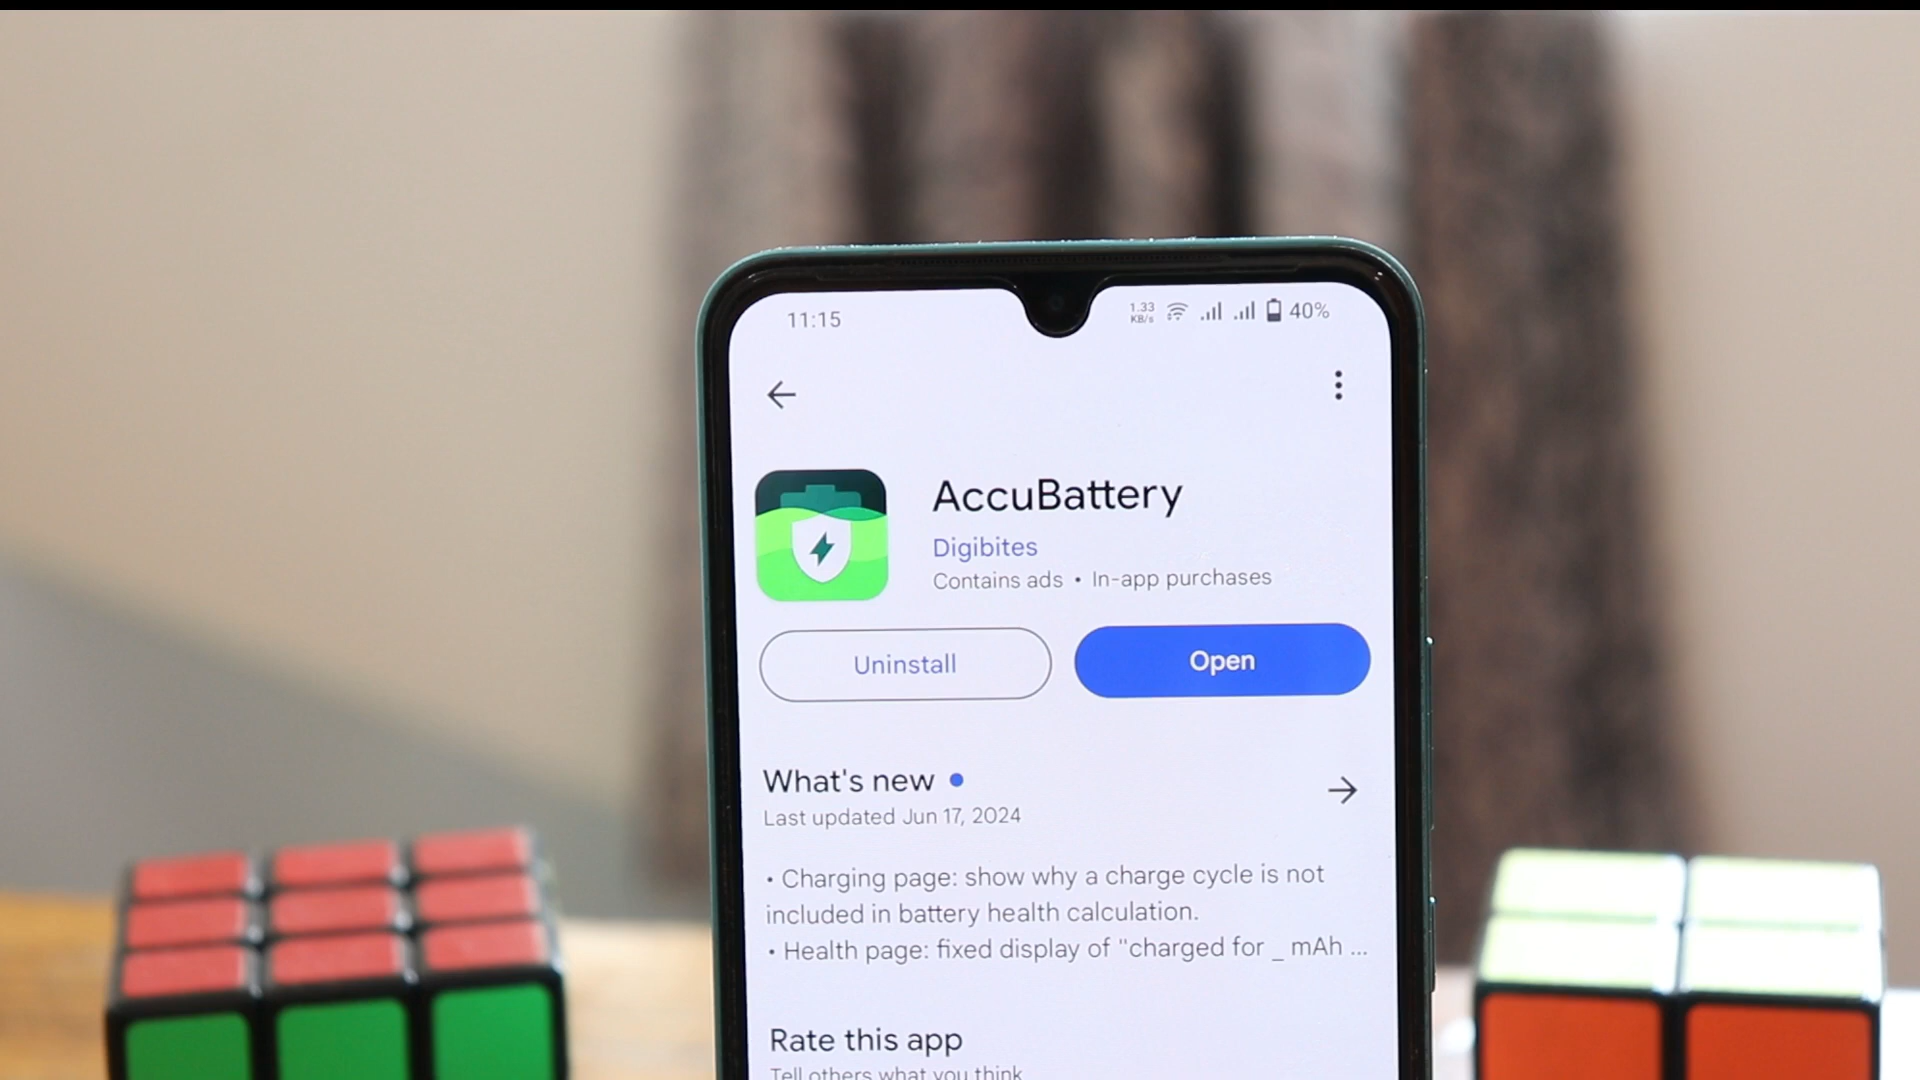 11:15
1.33 KB/s 40%
AccuBattery
Digibites
Contains ads • In-app purchases
Uninstall
Open
What's new
Last updated Jun 17, 2024
• Charging page: show why a charge cycle is not
included in battery health calculation.
• Health page: fixed display of "charged for _ mAh ...
Rate this app
Tell others what you think